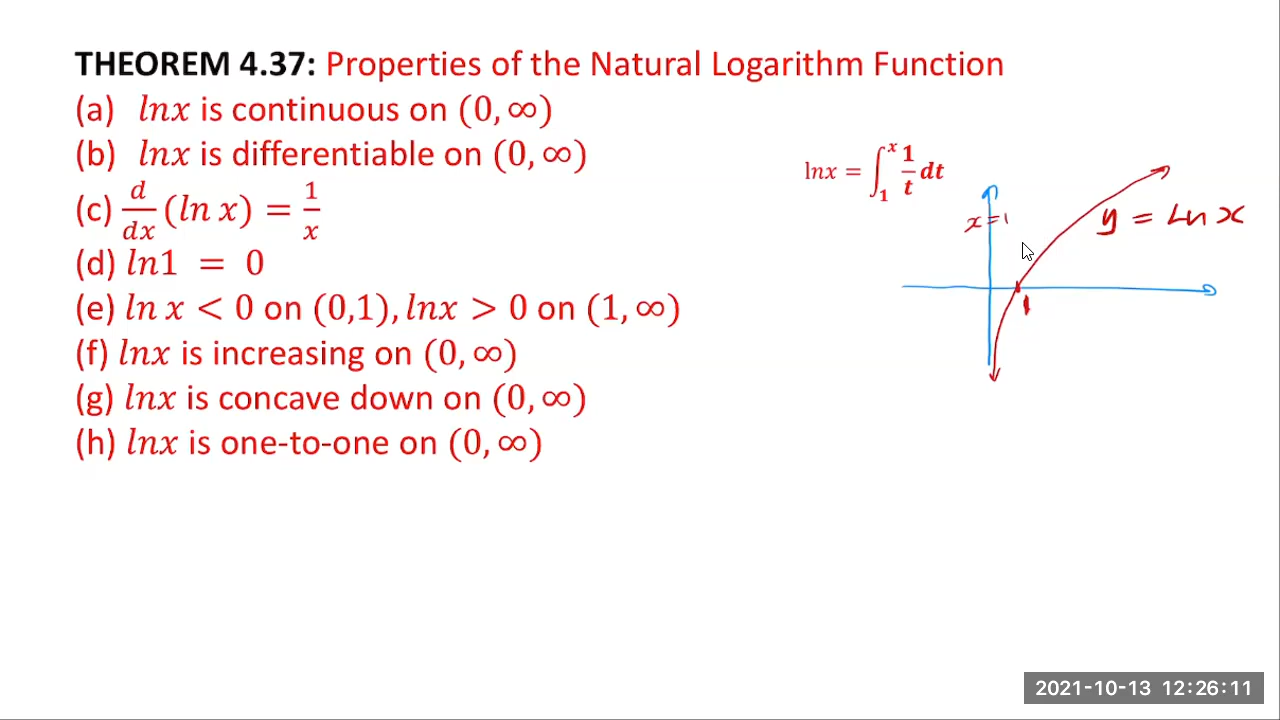 THEOREM 4.37: Properties of the Natural Logarithm Function
(a) lnx is continuous on (0, ∞)
(b) lnx is differentiable on (0, ∞)
(c) d/dx (ln x) = 1/x
(d) ln1 = 0
(e) ln x < 0 on (0,1), lnx > 0 on (1, ∞)
(f) lnx is increasing on (0, ∞)
(g) lnx is concave down on (0, ∞)
(h) lnx is one-to-one on (0, ∞)
lnx = ∫₁ˣ 1/t dt
x=1
y = ln x
1
2021-10-13 12:26:11